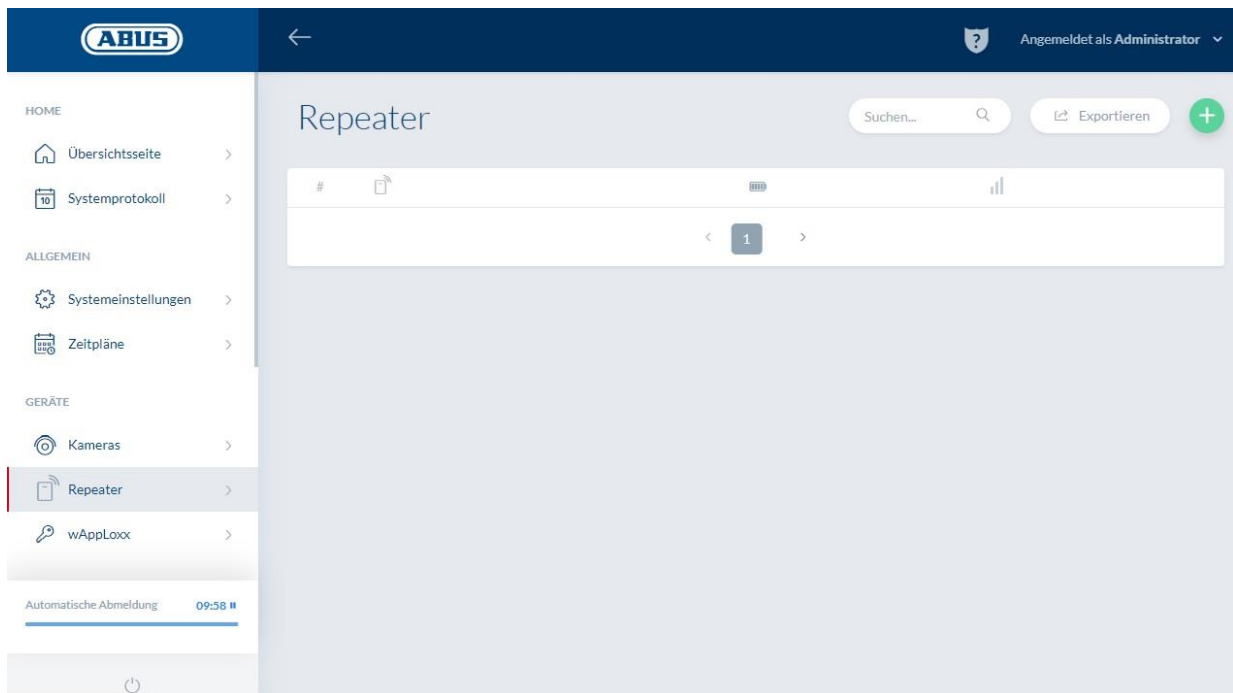 ABUS
?
Angemeldet als Administrator
HOME
Übersichtsseite
10
Systemprotokoll
ALLGEMEIN
Systemeinstellungen
Zeitpläne
GERÄTE
Kameras
Repeater
wAppLoxx
Automatische Abmeldung 09:58
Repeater
Suchen...
Exportieren
+
#
1